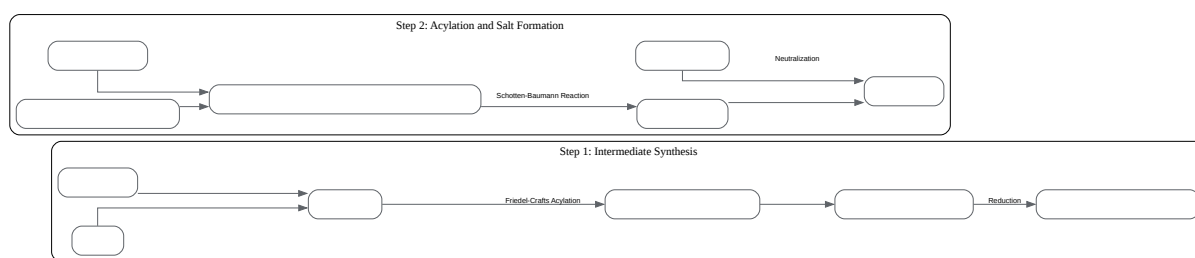 Step 2: Acylation and Salt Formation
Neutralization
Schotten-Baumann Reaction
Step 1: Intermediate Synthesis
Friedel-Crafts Acylation
Reduction